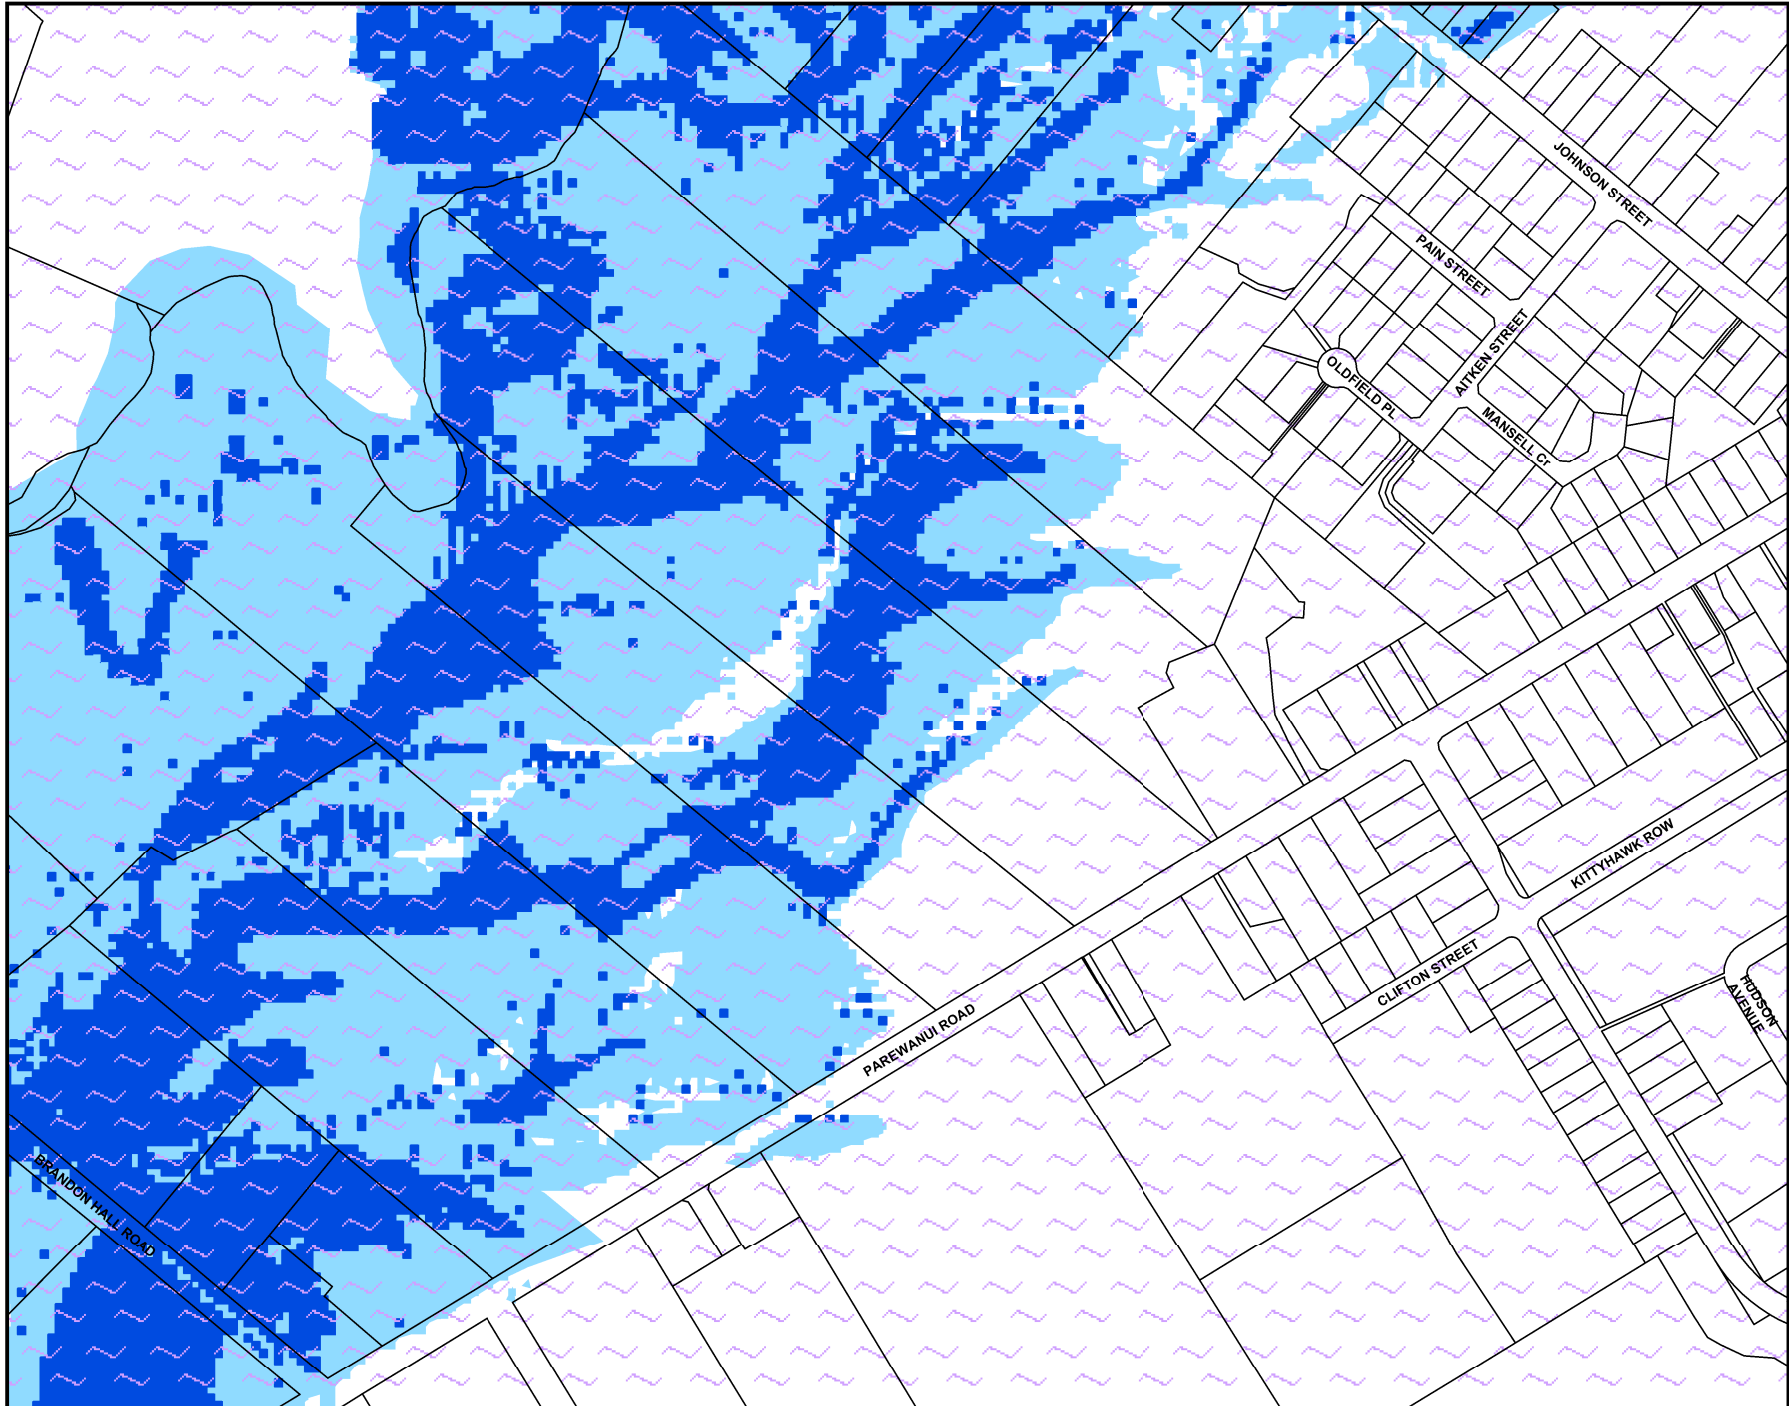 JOHNSON STREET
PAIN STREET
AITKEN STREET
OLDFIELD PL
MANSELL Cr
KITTYHAWK ROW
CLIFTON STREET
HUDSON
AVENUE
PAREWANUI ROAD
BRANDON HALL ROAD